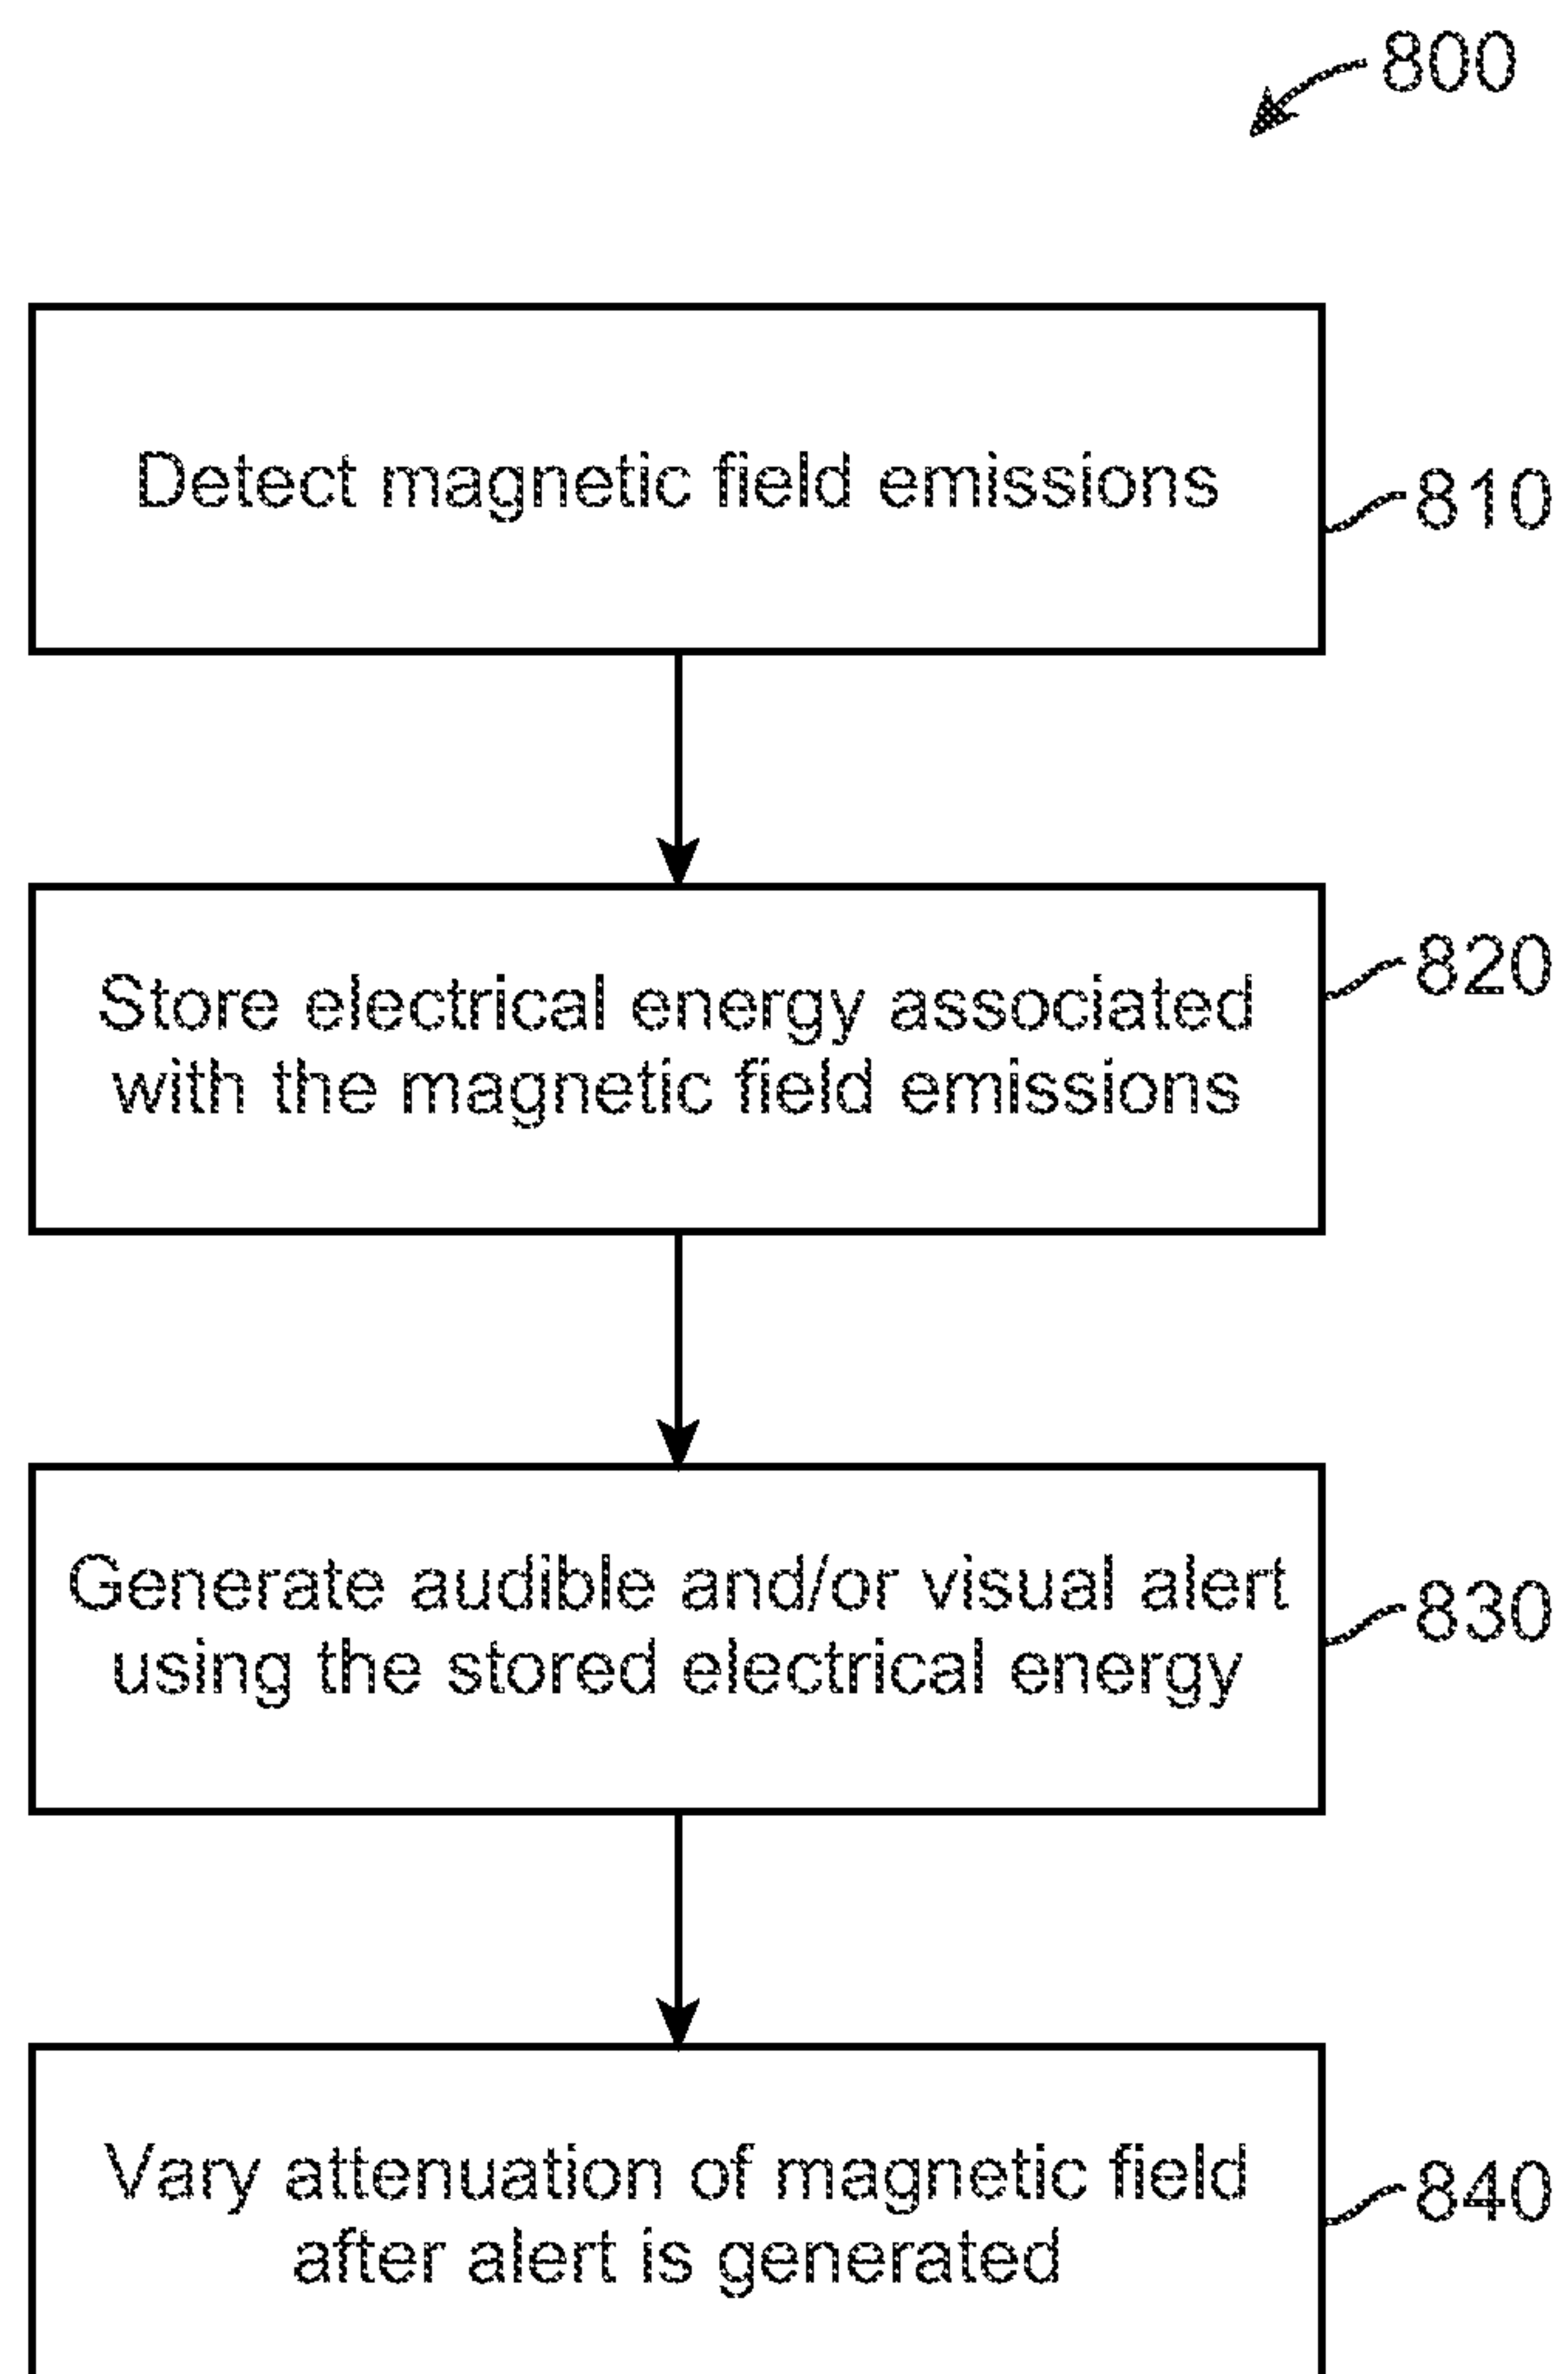 800
Detect magnetic field emissions
810
Store electrical energy associated
with the magnetic field emissions
820
Generate audible and/or visual alert
using the stored electrical energy
830
Vary attenuation of magnetic field
after alert is generated
840